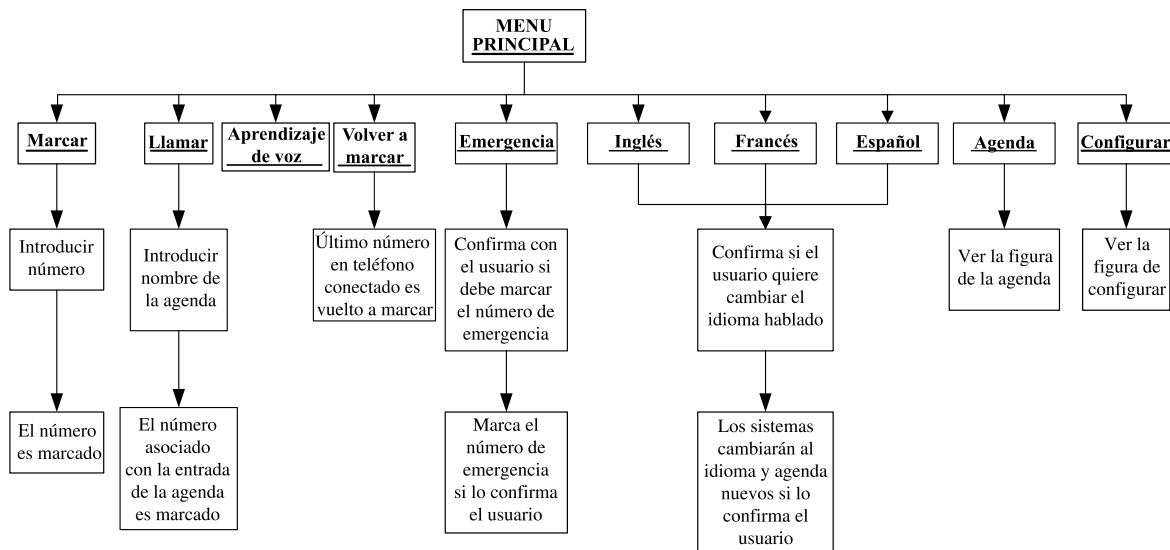 MENU
PRINCIPAL
Marcar
Llamar
Aprendizaje
de voz
Volver a
marcar
Emergencia
Inglés
Francés
Español
Agenda
Configurar
Introducir
número
Introducir
nombre de
la agenda
Último número
en teléfono
conectado es
vuelto a marcar
Confirma con
el usuario si
debe marcar
el número de
emergencia
Confirma si el
usuario quiere
cambiar el
idioma hablado
Ver la figura
de la agenda
Ver la
figura de
configurar
El número
es marcado
El número
asociado
con la entrada
de la agenda
es marcado
Marca el
número de
emergencia
si lo confirma
el usuario
Los sistemas
cambiarán al
idioma y agenda
nuevos si lo
confirma el
usuario